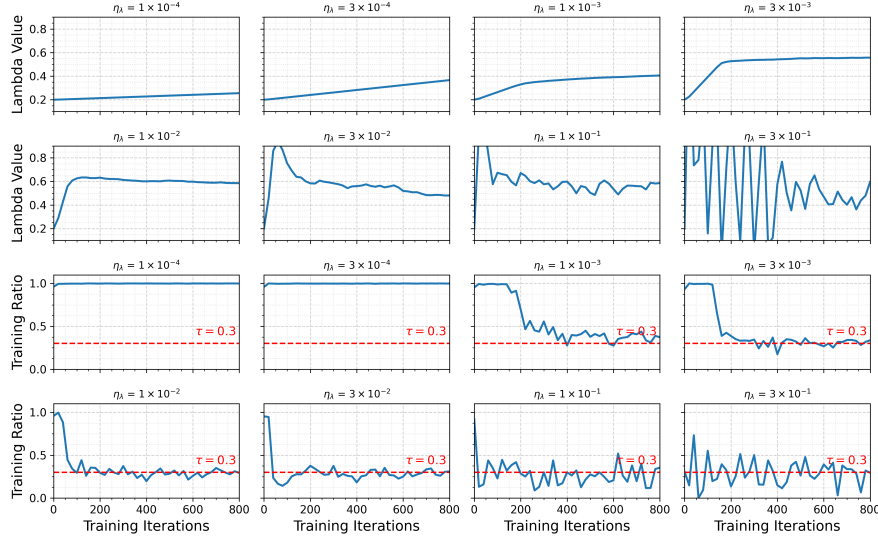 η_λ = 1 × 10⁻⁴ η_λ = 3 × 10⁻⁴ η_λ = 1 × 10⁻³ η_λ = 3 × 10⁻³
Lambda Value
0.8
0.6
0.4
0.2
η_λ = 1 × 10⁻² η_λ = 3 × 10⁻² η_λ = 1 × 10⁻¹ η_λ = 3 × 10⁻¹
Lambda Value
0.8
0.6
0.4
0.2
η_λ = 1 × 10⁻⁴ η_λ = 3 × 10⁻⁴ η_λ = 1 × 10⁻³ η_λ = 3 × 10⁻³
Training Ratio
1.0
0.5
0.0
τ = 0.3 τ = 0.3 τ = 0.3 τ = 0.3
η_λ = 1 × 10⁻² η_λ = 3 × 10⁻² η_λ = 1 × 10⁻¹ η_λ = 3 × 10⁻¹
Training Ratio
1.0
0.5
0.0
τ = 0.3 τ = 0.3 τ = 0.3 τ = 0.3
0 200 400 600 800 0 200 400 600 800 0 200 400 600 800 0 200 400 600 800
Training Iterations Training Iterations Training Iterations Training Iterations